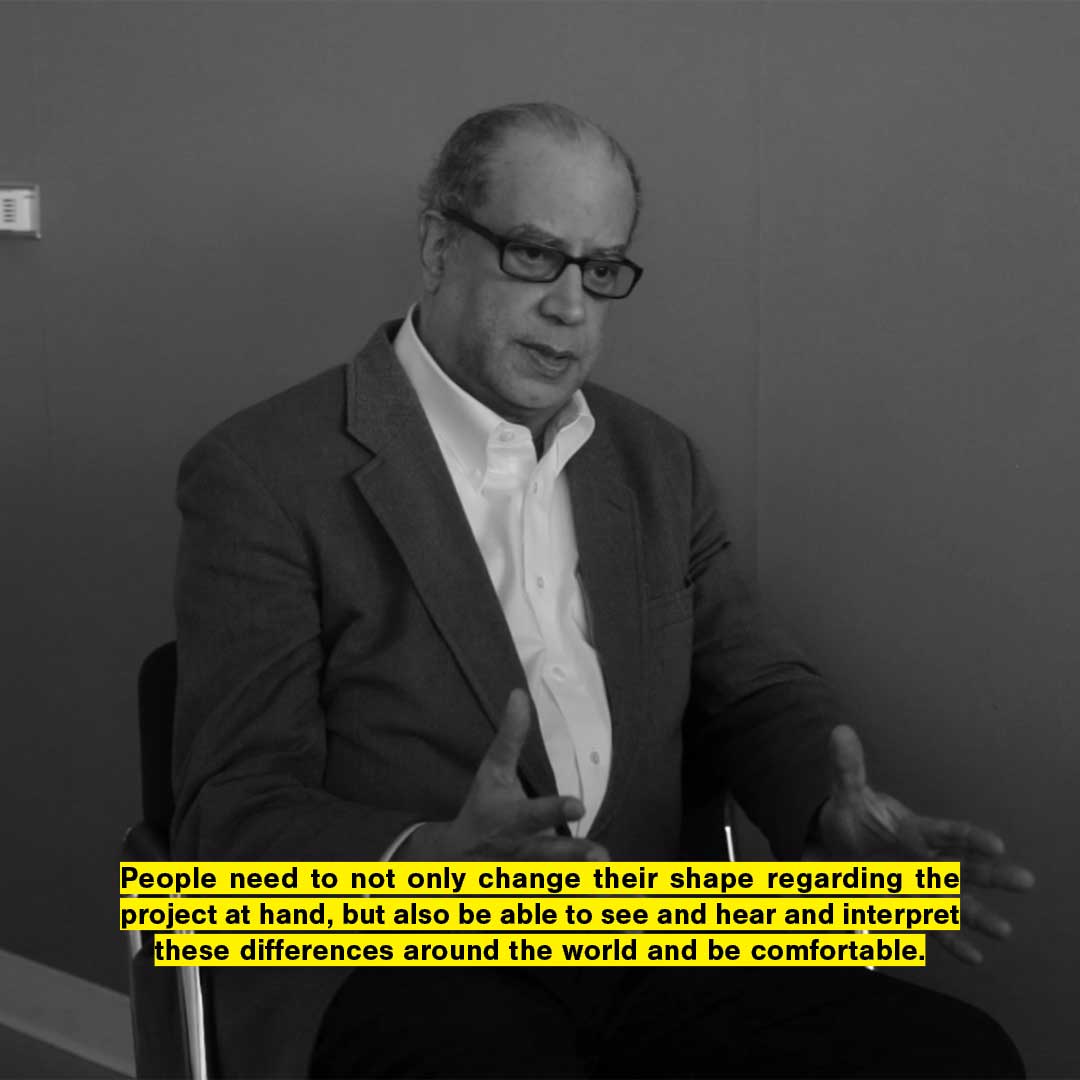 People need to not only change their shape regarding the
project at hand, but also be able to see and hear and interpret
these differences around the world and be comfortable.